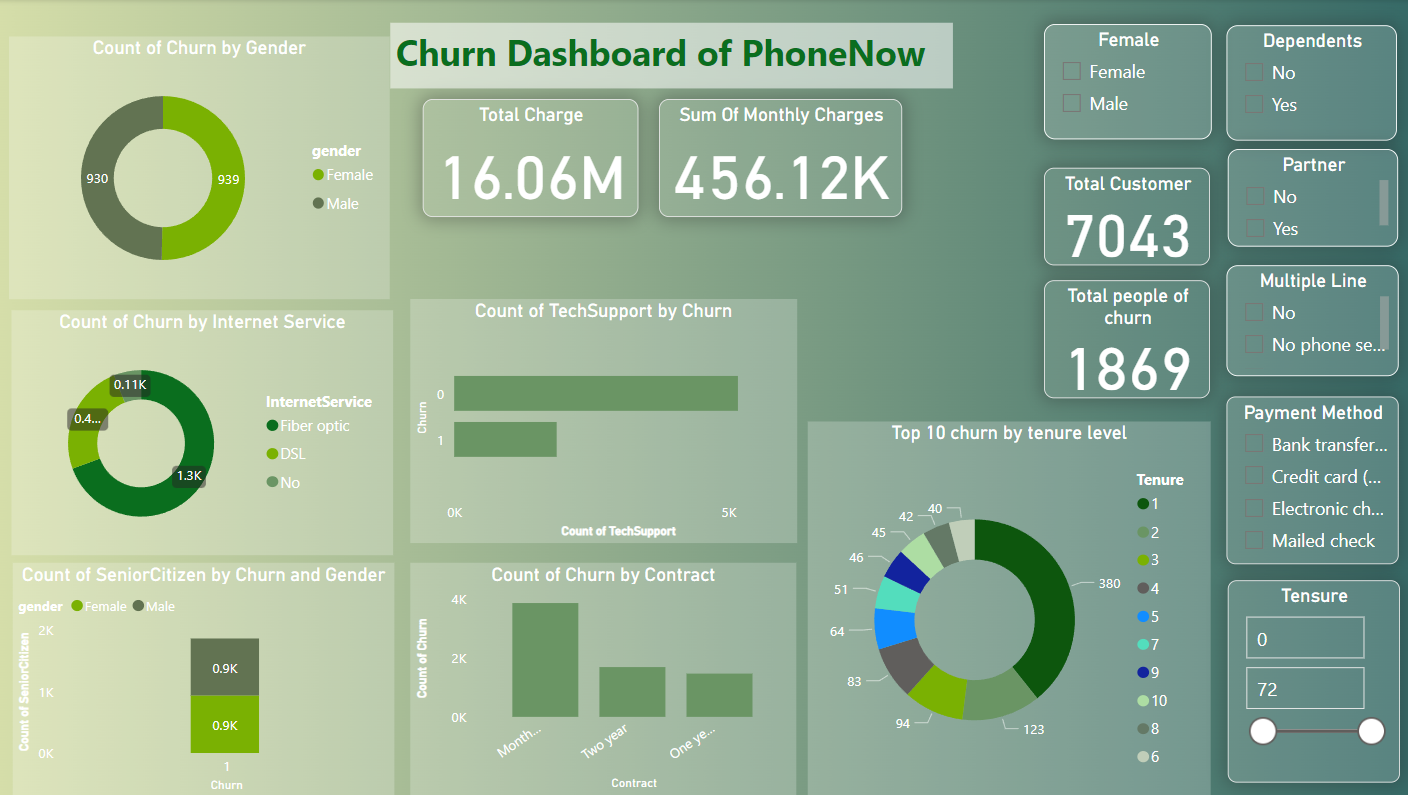 Churn Dashboard of PhoneNow
Count of Churn by Gender
930
939
gender
Female
Male
Total Charge
16.06M
Sum Of Monthly Charges
456.12K
Female
Female
Male
Dependents
No
Yes
Total Customer
7043
Partner
No
Yes
Total people of
churn
1869
Multiple Line
No
No phone se...
Count of Churn by Internet Service
0.11K
0.4...
1.3K
InternetService
Fiber optic
DSL
No
Count of TechSupport by Churn
Churn
0
1
0K
5K
Count of TechSupport
Payment Method
Bank transfer...
Credit card (...
Electronic ch...
Mailed check
Top 10 churn by tenure level
40
42
45
46
51
64
83
94
123
380
Tenure
1
2
3
4
5
7
9
10
8
6
Count of SeniorCitizen by Churn and Gender
gender
Female
Male
Count of SeniorCitizen
2K
1K
0K
0.9K
0.9K
1
Churn
Count of Churn by Contract
Count of Churn
4K
2K
0K
Month...
Two year
One ye...
Contract
Tensure
0
72